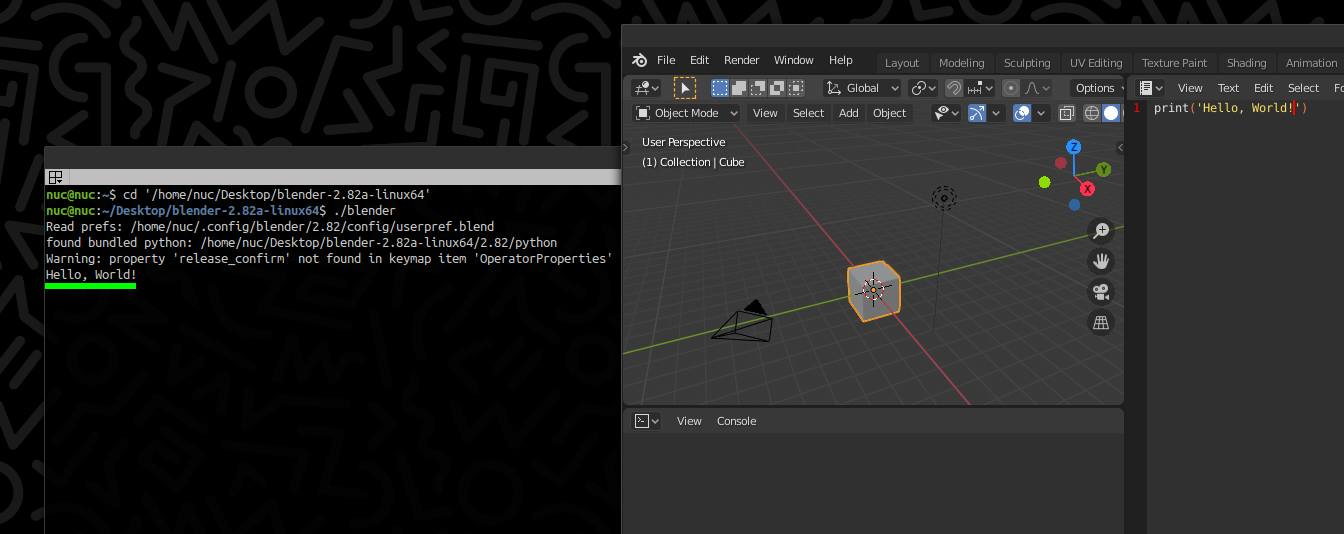 nuc@nuc:~$ cd '/home/nuc/Desktop/blender-2.82a-linux64'
nuc@nuc:~/Desktop/blender-2.82a-linux64$ ./blender
Read prefs: /home/nuc/.config/blender/2.82/config/userpref.blend
found bundled python: /home/nuc/Desktop/blender-2.82a-linux64/2.82/python
Warning: property 'release_confirm' not found in keymap item 'OperatorProperties'
Hello, World!
File Edit Render Window Help Layout Modeling Sculpting UV Editing Texture Paint Shading Animation
Global Options
Object Mode View Select Add Object
User Perspective
(1) Collection | Cube
Z
Y
X
View Console
View Text Edit Select Fo
1 print('Hello, World!')